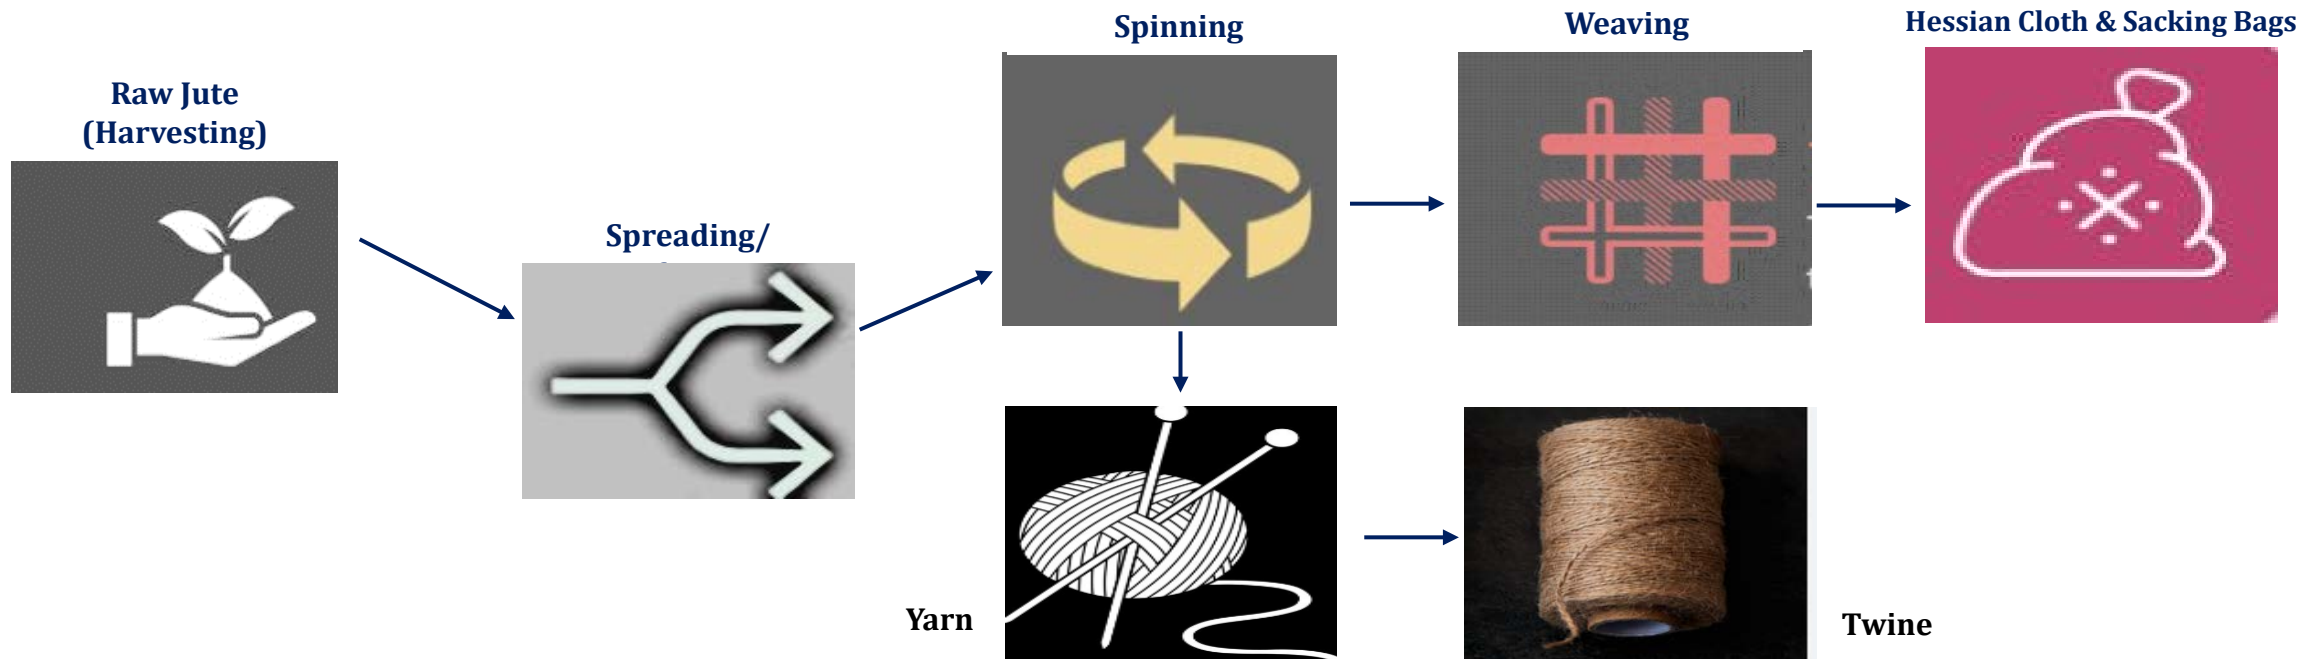 Raw Jute
(Harvesting)
Spreading/
Spinning
Weaving
Hessian Cloth & Sacking Bags
Yarn
Twine